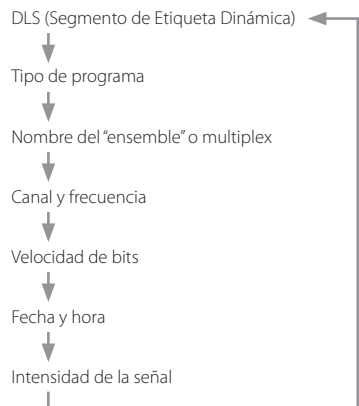 DLS (Segmento de Etiqueta Dinámica)
Tipo de programa
Nombre del “ensemble” o multiplex
Canal y frecuencia
Velocidad de bits
Fecha y hora
Intensidad de la señal